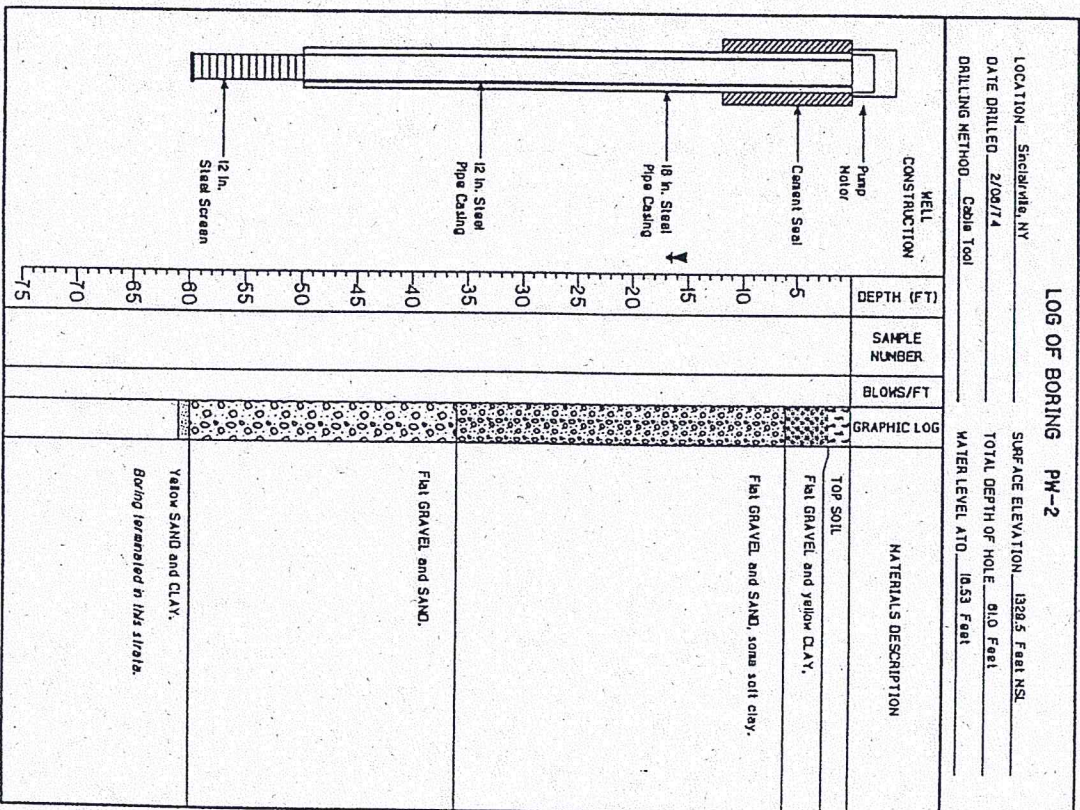 LOG OF BORING PW-2
LOCATION Sinclairville, NY
DATE DRILLED 2/08/74
DRILLING METHOD Cable Tool
SURFACE ELEVATION 1328.5 Feet MSL
TOTAL DEPTH OF HOLE 61.0 Feet
WATER LEVEL ATD 16.53 Feet
WELL
CONSTRUCTION
DEPTH (FT)
SAMPLE
NUMBER
BLOWS/FT
GRAPHIC LOG
MATERIALS DESCRIPTION
Pump
Motor
Cement Seal
18 in. Steel
Pipe Casing
12 in. Steel
Pipe Casing
12 in.
Steel Screen
5
10
15
20
25
30
35
40
45
50
55
60
65
70
75
TOP SOIL
Flat GRAVEL and yellow CLAY.
Flat GRAVEL and SAND, some soft clay.
Flat GRAVEL and SAND.
Yellow SAND and CLAY.
Boring terminated in this strata.